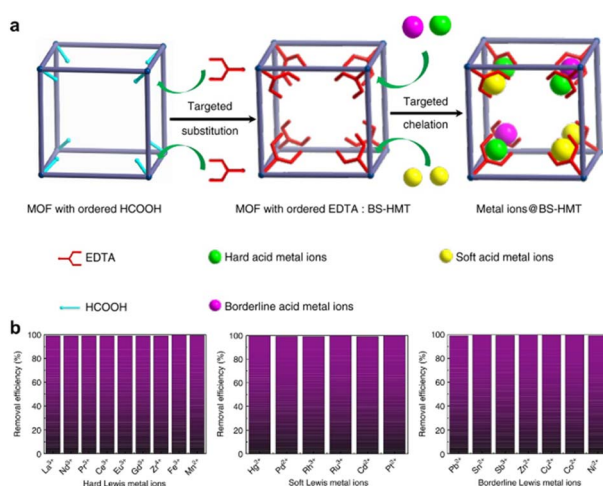 a
Targeted
substitution
Targeted
chelation
MOF with ordered HCOOH
MOF with ordered EDTA : BS-HMT
Metal ions@BS-HMT
EDTA
Hard acid metal ions
Soft acid metal ions
HCOOH
Borderline acid metal ions
b
Removal efficiency (%)
100
80
60
40
20
0
La³⁺ Nd³⁺ Pr³⁺ Ce³⁺ Eu³⁺ Gd³⁺ Zr⁴⁺ Fe³⁺ Mn²⁺
Hard Lewis metal ions
Removal efficiency (%)
100
80
60
40
20
0
Hg²⁺ Pd²⁺ Rh³⁺ Ru³⁺ Cd²⁺ Pt²⁺
Soft Lewis metal ions
Removal efficiency (%)
100
80
60
40
20
0
Pb²⁺ Sn²⁺ Sb³⁺ Zn²⁺ Cu²⁺ Co²⁺ Ni²⁺
Borderline Lewis metal ions